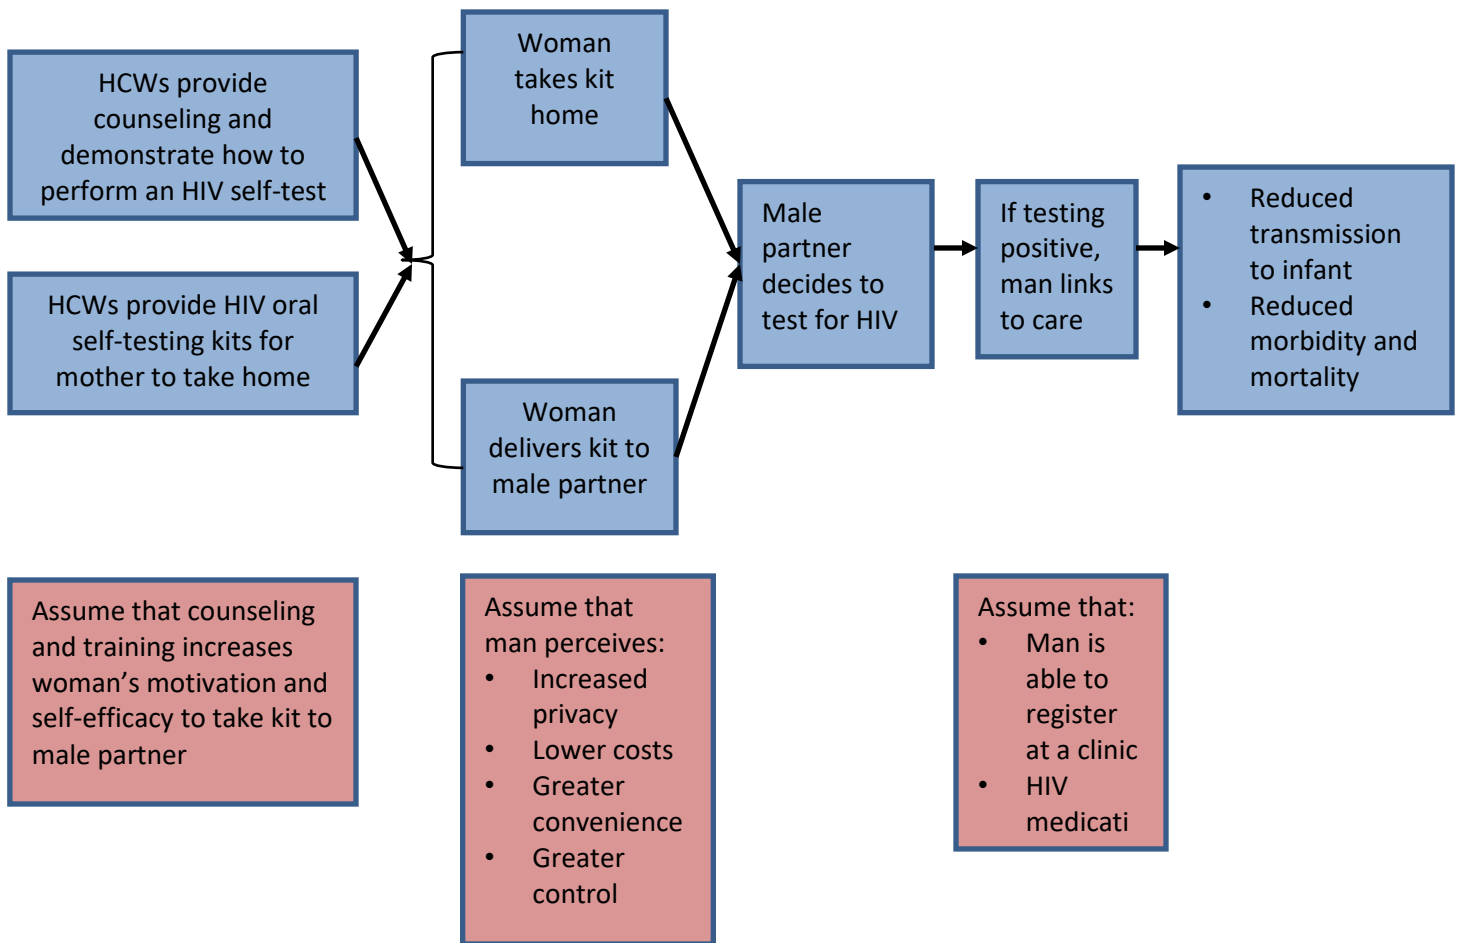 HCWs provide
counseling and
demonstrate how to
perform an HIV self-test
HCWs provide HIV oral
self-testing kits for
mother to take home
Woman
takes kit
home
Woman
delivers kit to
male partner
Male
partner
decides to
test for HIV
If testing
positive,
man links
to care
• Reduced
transmission
to infant
• Reduced
morbidity and
mortality
Assume that counseling
and training increases
woman's motivation and
self-efficacy to take kit to
male partner
Assume that
man perceives:
• Increased
privacy
• Lower costs
• Greater
convenience
• Greater
control
Assume that:
• Man is
able to
register
at a clinic
• HIV
medicati